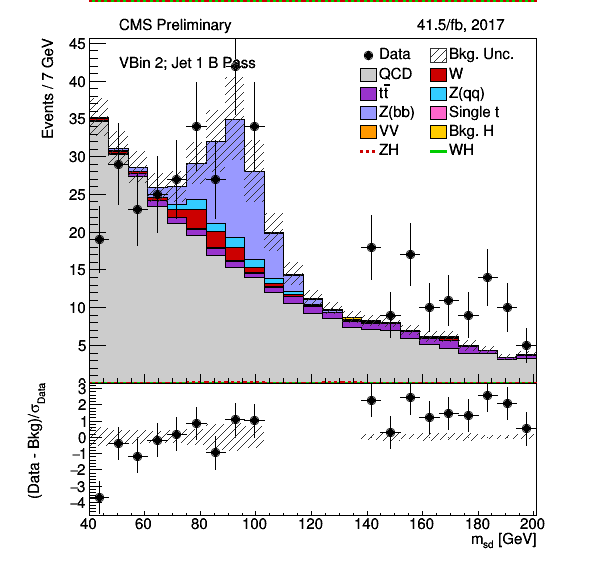 CMS Preliminary 41.5/fb, 2017
VBin 2; Jet 1 B Pass
Data
Bkg. Unc.
QCD
W
tt̅
Z(qq)
Z(bb)
Single t
VV
Bkg. H
ZH
WH
Events / 7 GeV
45
40
35
30
25
20
15
10
5
(Data - Bkg)/σData
3
2
1
0
−1
−2
−3
−4
40 60 80 100 120 140 160 180 200
msd [GeV]